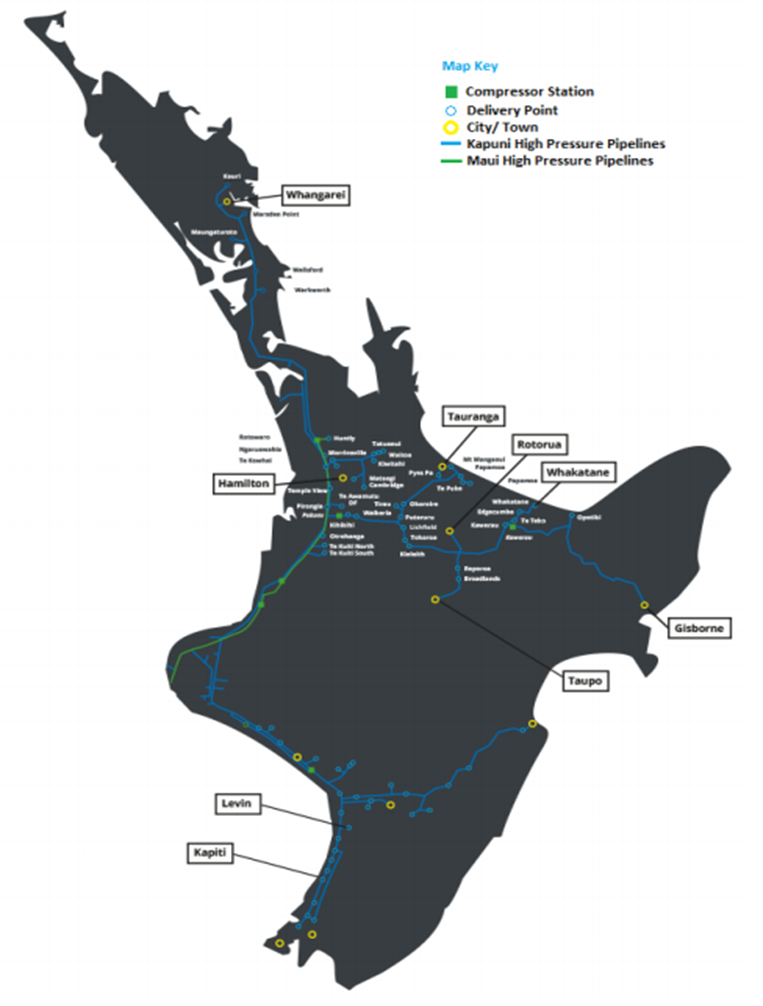 Map Key
Compressor Station
Delivery Point
City/ Town
Kapuni High Pressure Pipelines
Maui High Pressure Pipelines
Kauri
Whangarei
Marsden Point
Maungaturoto
Wellsford
Warkworth
Tauranga
Rotorua
Whakatane
Hamilton
Rotowaro
Ngaruawahia
Te Kowhai
Huntly
Tatuanui
Morrinsville
Waitoa
Kiwitahi
Matangi
Cambridge
Temple View
Te Awamutu
DF
Pirongia
Waikeria
Kihikihi
Otorohanga
Te Kuiti North
Te Kuiti South
Mt Maunganui
Papamoa
Pyes Pa
Te Puke
Papamoa
Tirau
Okoroire
Putaruru
Lichfield
Tokoroa
Kinleith
Whakatane
Edgecumbe
Te Teko
Kawerau
Kawerau
Opotiki
Reporoa
Broadlands
Gisborne
Taupo
Levin
Kapiti